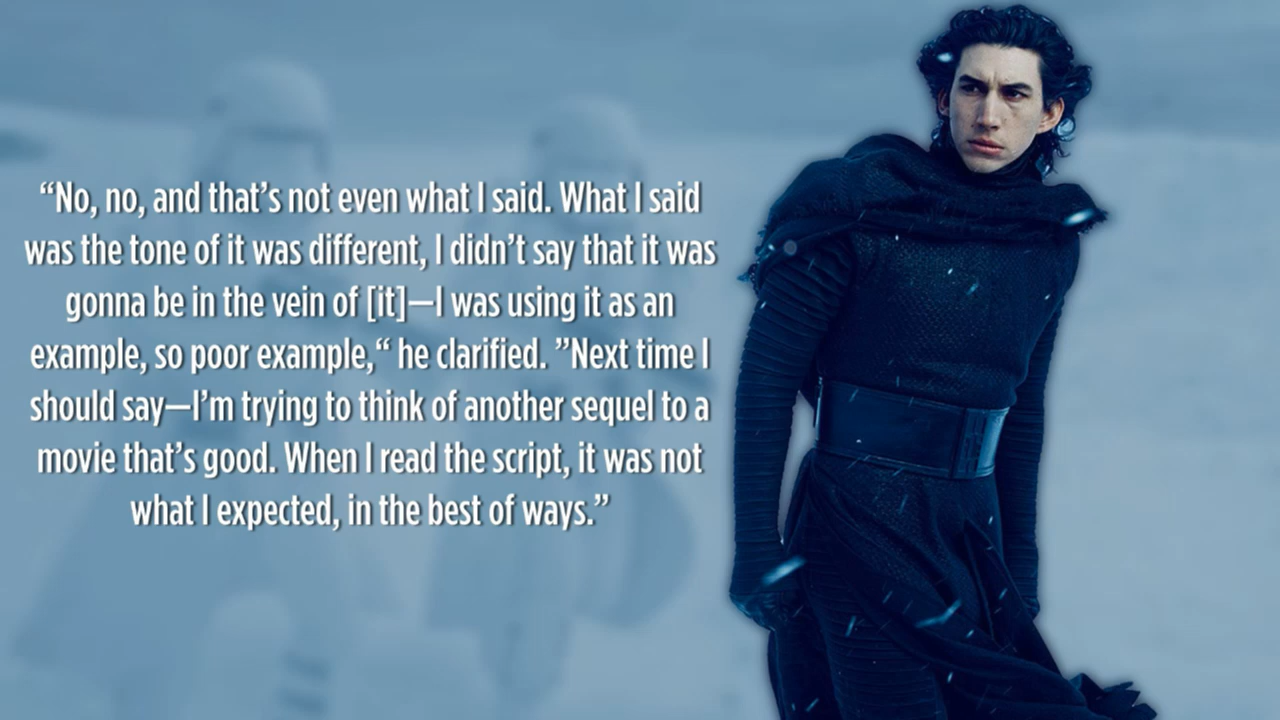 “No, no, and that’s not even what I said. What I said
was the tone of it was different, I didn’t say that it was
gonna be in the vein of [it]—I was using it as an
example, so poor example,“ he clarified. ”Next time I
should say—I’m trying to think of another sequel to a
movie that’s good. When I read the script, it was not
what I expected, in the best of ways.”